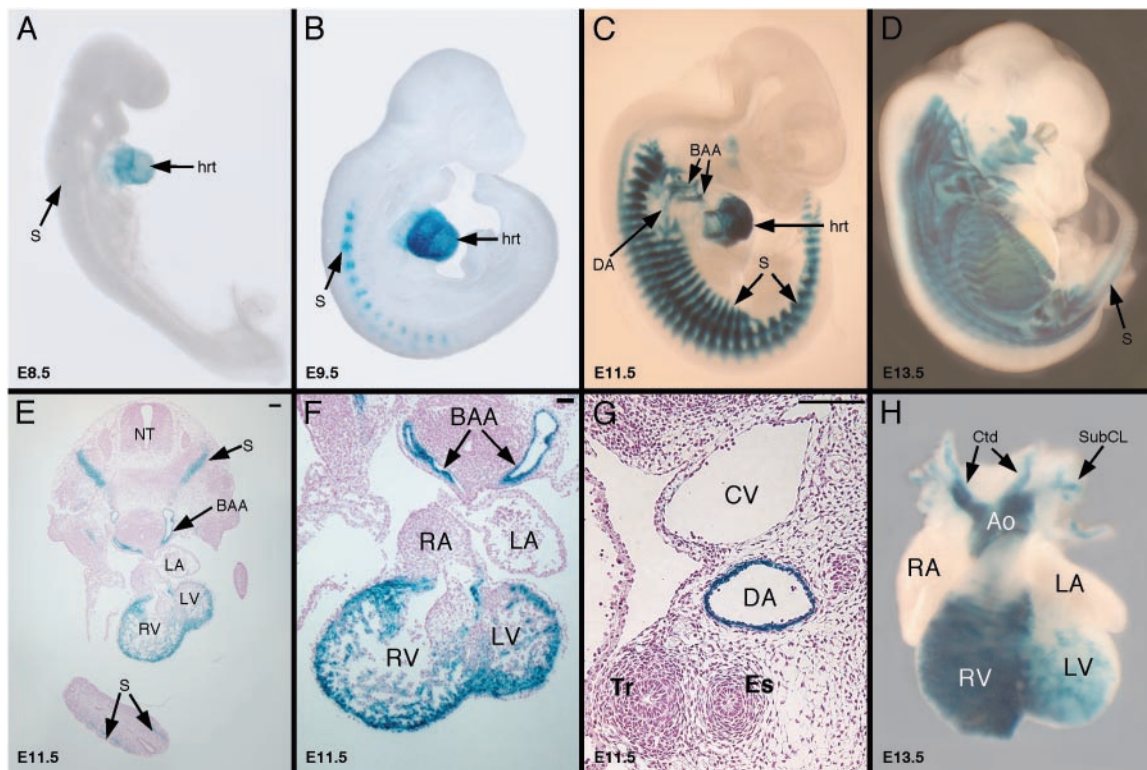 A
hrt
S
E8.5
B
hrt
S
E9.5
C
BAA
hrt
DA
S
E11.5
D
S
E13.5
E
NT
S
BAA
LA
LV
RV
S
E11.5
F
BAA
RA
LA
RV
LV
E11.5
G
CV
DA
Tr
Es
E11.5
H
Ctd
SubCL
Ao
RA
LA
RV
LV
E13.5